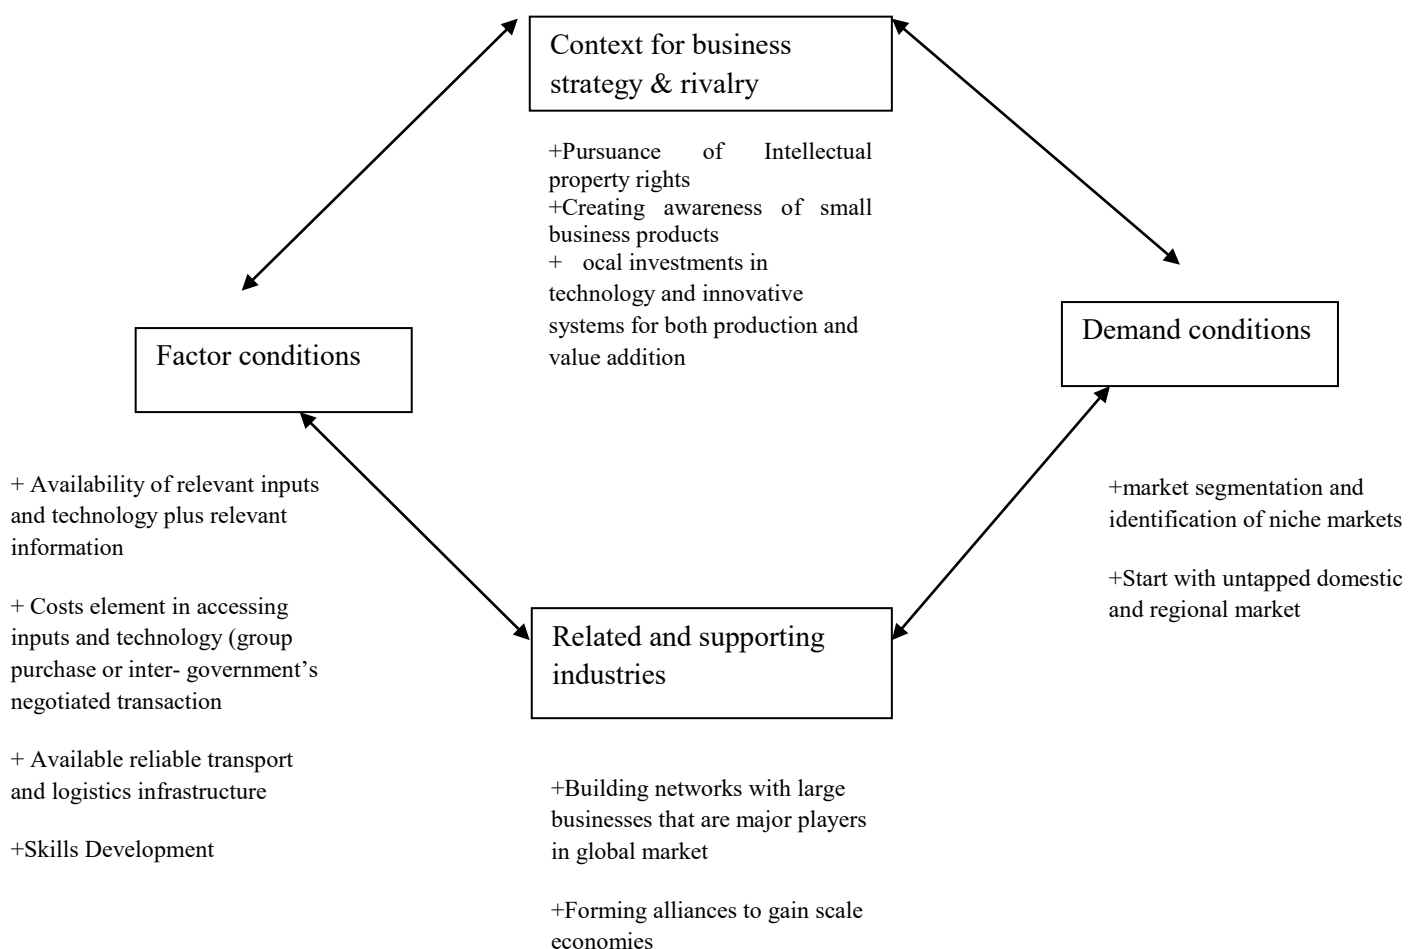 Context for business
strategy & rivalry
+Pursuance of Intellectual
property rights
+Creating awareness of small
business products
+ ocal investments in
technology and innovative
systems for both production and
value addition
Factor conditions
Demand conditions
+ Availability of relevant inputs
and technology plus relevant
information
+ Costs element in accessing
inputs and technology (group
purchase or inter- government’s
negotiated transaction
+ Available reliable transport
and logistics infrastructure
+Skills Development
+market segmentation and
identification of niche markets
+Start with untapped domestic
and regional market
Related and supporting
industries
+Building networks with large
businesses that are major players
in global market
+Forming alliances to gain scale
economies